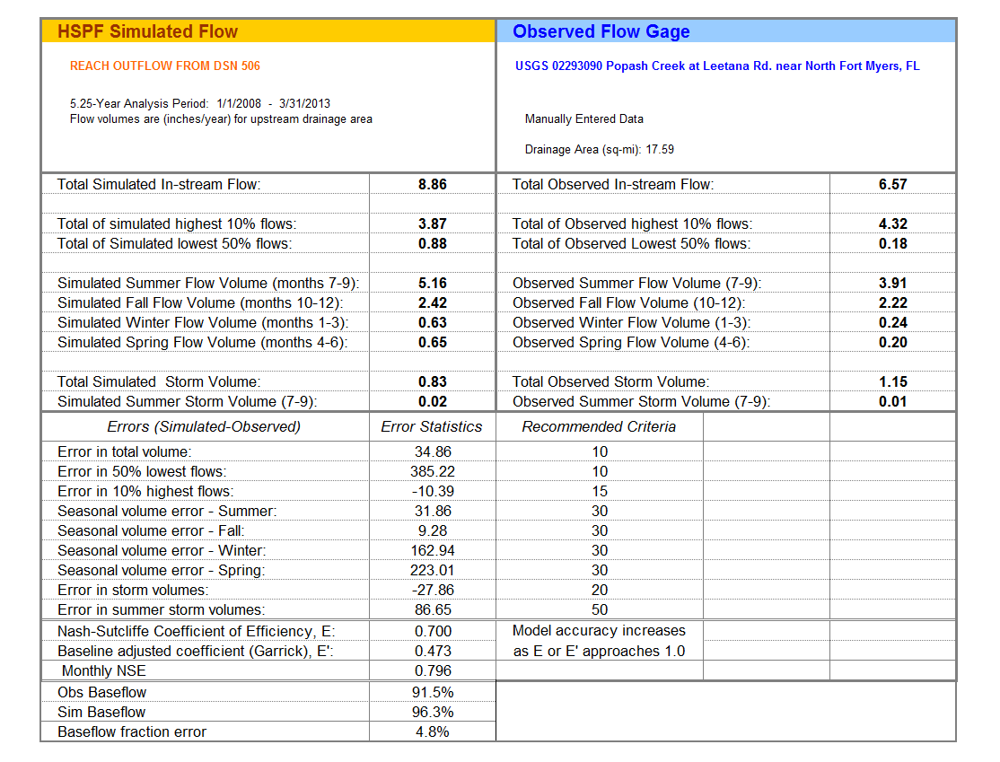 HSPF Simulated Flow Observed Flow Gage
REACH OUTFLOW FROM DSN 506 USGS 02293090 Popash Creek at Leetana Rd. near North Fort Myers, FL
5.25-Year Analysis Period: 1/1/2008 - 3/31/2013
Flow volumes are (inches/year) for upstream drainage area Manually Entered Data
Drainage Area (sq-mi): 17.59
Total Simulated In-stream Flow: 8.86 Total Observed In-stream Flow: 6.57
Total of simulated highest 10% flows: 3.87 Total of Observed highest 10% flows: 4.32
Total of Simulated lowest 50% flows: 0.88 Total of Observed Lowest 50% flows: 0.18
Simulated Summer Flow Volume (months 7-9): 5.16 Observed Summer Flow Volume (7-9): 3.91
Simulated Fall Flow Volume (months 10-12): 2.42 Observed Fall Flow Volume (10-12): 2.22
Simulated Winter Flow Volume (months 1-3): 0.63 Observed Winter Flow Volume (1-3): 0.24
Simulated Spring Flow Volume (months 4-6): 0.65 Observed Spring Flow Volume (4-6): 0.20
Total Simulated Storm Volume: 0.83 Total Observed Storm Volume: 1.15
Simulated Summer Storm Volume (7-9): 0.02 Observed Summer Storm Volume (7-9): 0.01
Errors (Simulated-Observed) Error Statistics Recommended Criteria
Error in total volume: 34.86 10
Error in 50% lowest flows: 385.22 10
Error in 10% highest flows: -10.39 15
Seasonal volume error - Summer: 31.86 30
Seasonal volume error - Fall: 9.28 30
Seasonal volume error - Winter: 162.94 30
Seasonal volume error - Spring: 223.01 30
Error in storm volumes: -27.86 20
Error in summer storm volumes: 86.65 50
Nash-Sutcliffe Coefficient of Efficiency, E: 0.700 Model accuracy increases
Baseline adjusted coefficient (Garrick), E': 0.473 as E or E' approaches 1.0
Monthly NSE 0.796
Obs Baseflow 91.5%
Sim Baseflow 96.3%
Baseflow fraction error 4.8%